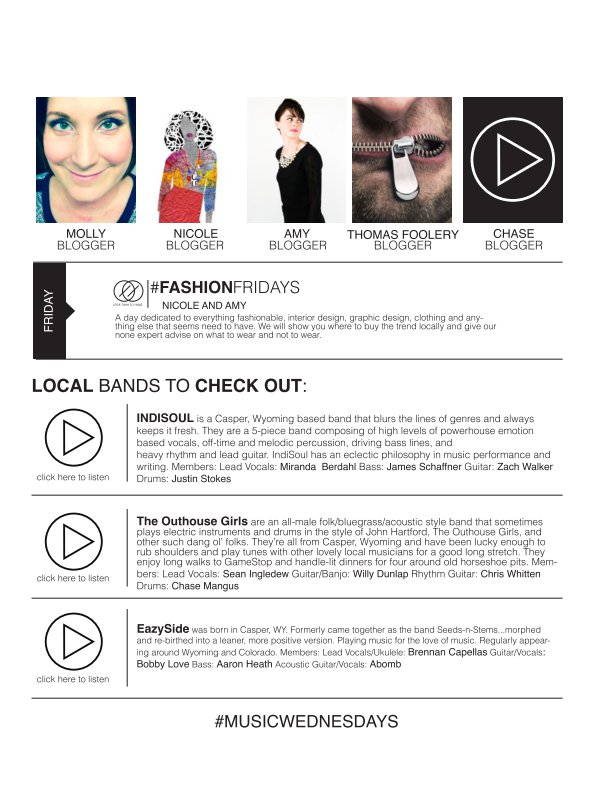 MOLLY
BLOGGER
NICOLE
BLOGGER
AMY
BLOGGER
THOMAS FOOLERY
BLOGGER
CHASE
BLOGGER
FRIDAY
click here to read
#FASHIONFRIDAYS
NICOLE AND AMY
A day dedicated to everything fashionable, interior design, graphic design, clothing and any-
thing else that seems need to have. We will show you where to buy the trend locally and give our
none expert advise on what to wear and not to wear.
LOCAL BANDS TO CHECK OUT:
click here to listen
INDISOUL is a Casper, Wyoming based band that blurs the lines of genres and always
keeps it fresh. They are a 5-piece band composing of high levels of powerhouse emotion
based vocals, off-time and melodic percussion, driving bass lines, and
heavy rhythm and lead guitar. IndiSoul has an eclectic philosophy in music performance and
writing. Members: Lead Vocals: Miranda Berdahl Bass: James Schaffner Guitar: Zach Walker
Drums: Justin Stokes
click here to listen
The Outhouse Girls are an all-male folk/bluegrass/acoustic style band that sometimes
plays electric instruments and drums in the style of John Hartford, The Outhouse Girls, and
other such dang ol' folks. They're all from Casper, Wyoming and have been lucky enough to
rub shoulders and play tunes with other lovely local musicians for a good long stretch. They
enjoy long walks to GameStop and handle-lit dinners for four around old horseshoe pits. Mem-
bers: Lead Vocals: Sean Ingledew Guitar/Banjo: Willy Dunlap Rhythm Guitar: Chris Whitten
Drums: Chase Mangus
click here to listen
EazySide was born in Casper, WY. Formerly came together as the band Seeds-n-Stems...morphed
and re-birthed into a leaner, more positive version. Playing music for the love of music. Regularly appear-
ing around Wyoming and Colorado. Members: Lead Vocals/Ukulele: Brennan Capellas Guitar/Vocals:
Bobby Love Bass: Aaron Heath Acoustic Guitar/Vocals: Abomb
#MUSICWEDNESDAYS